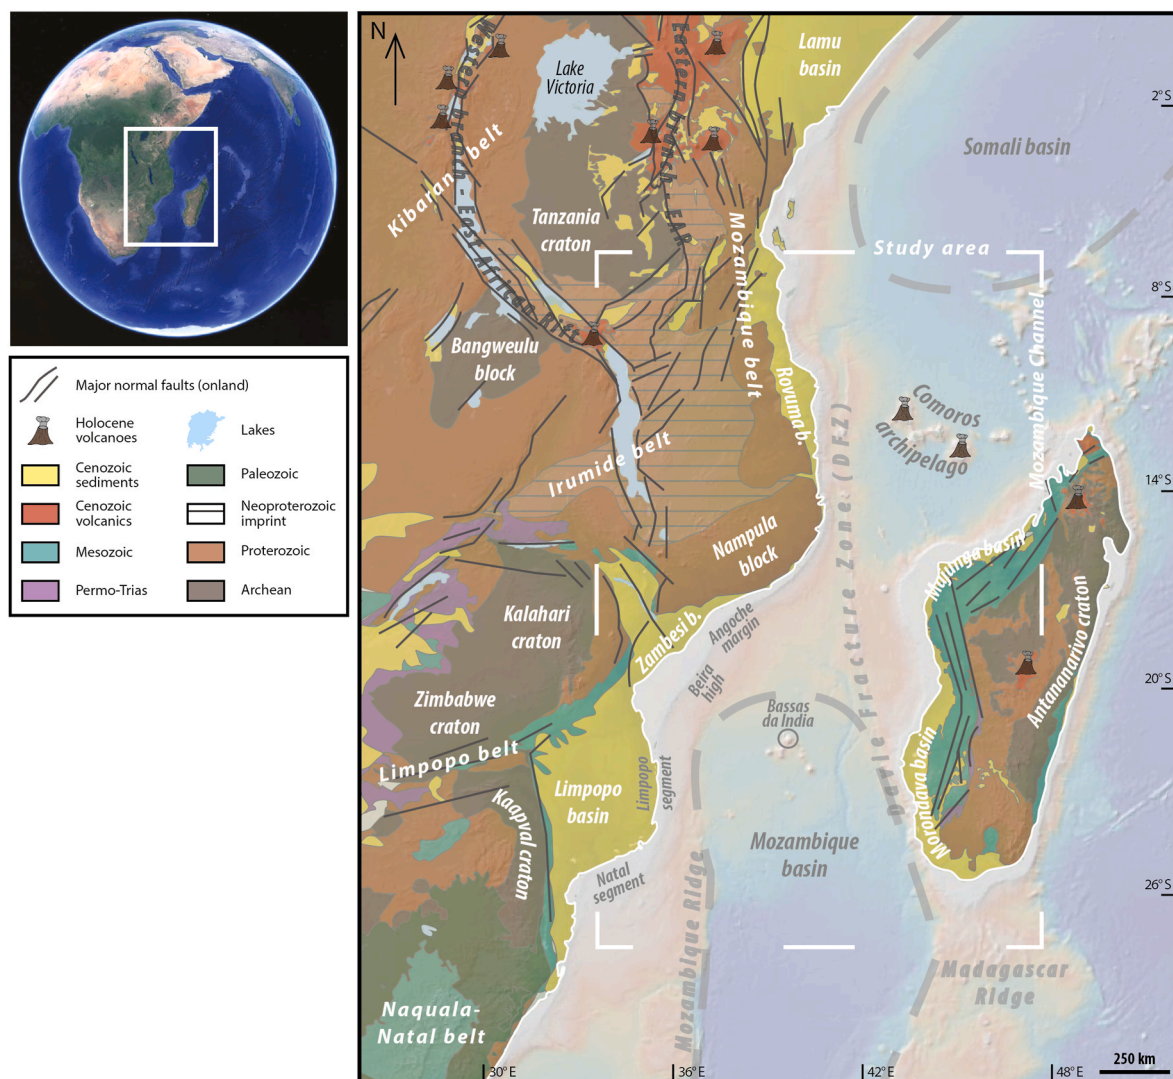 N
Western branch - East African Rift
Eastern branch - EAR
Lake
Victoria
Lamu
basin
2°S
Somali basin
Kibaran belt
Tanzania
craton
Mozambique belt
Study area
8°S
Bangweulu
block
Rovuma b.
Mozambique Channel
Comoros
archipelago
Irumide belt
14°S
Nampula
block
Davie Fracture Zone (DFZ)
Majunga basin
Kalahari
craton
Zambesi b.
Angoche
margin
Beira
high
Antananarivo craton
Zimbabwe
craton
20°S
Bassas
da India
Limpopo belt
Limpopo
basin
Limpopo
segment
Morondava basin
Kaapval craton
Mozambique
basin
Natal
segment
26°S
Mozambique Ridge
Madagascar
Ridge
Naquala-
Natal belt
30°E
36°E
42°E
48°E
250 km
Major normal faults (onland)
Holocene
volcanoes
Lakes
Cenozoic
sediments
Paleozoic
Cenozoic
volcanics
Neoproterozoic
imprint
Mesozoic
Proterozoic
Permo-Trias
Archean